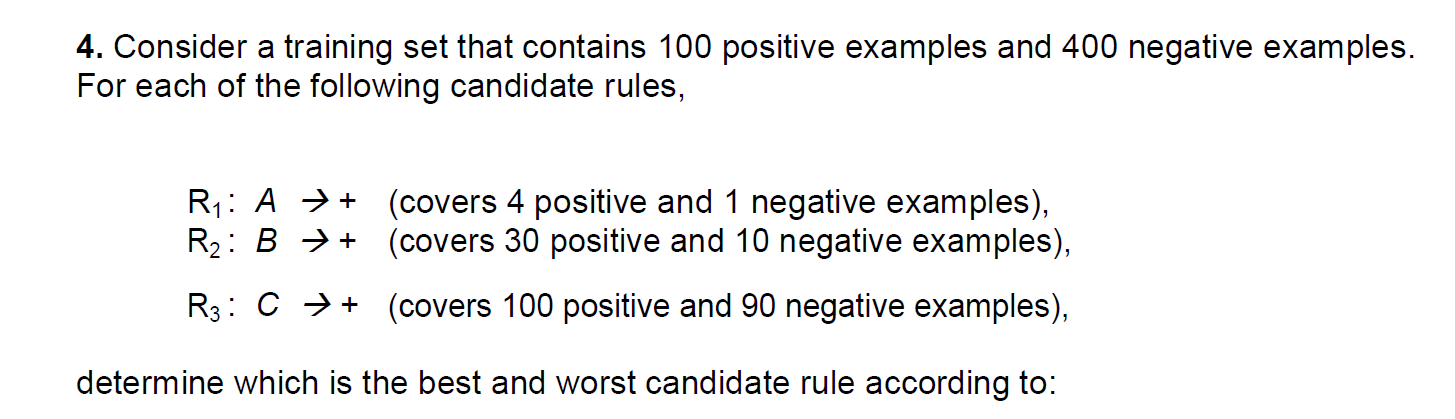 4. Consider a training set that contains 100 positive examples and 400 negative examples.
For each of the following candidate rules,
R₁: A → + (covers 4 positive and 1 negative examples),
R₂: B → + (covers 30 positive and 10 negative examples),
R₃: C → + (covers 100 positive and 90 negative examples),
determine which is the best and worst candidate rule according to: